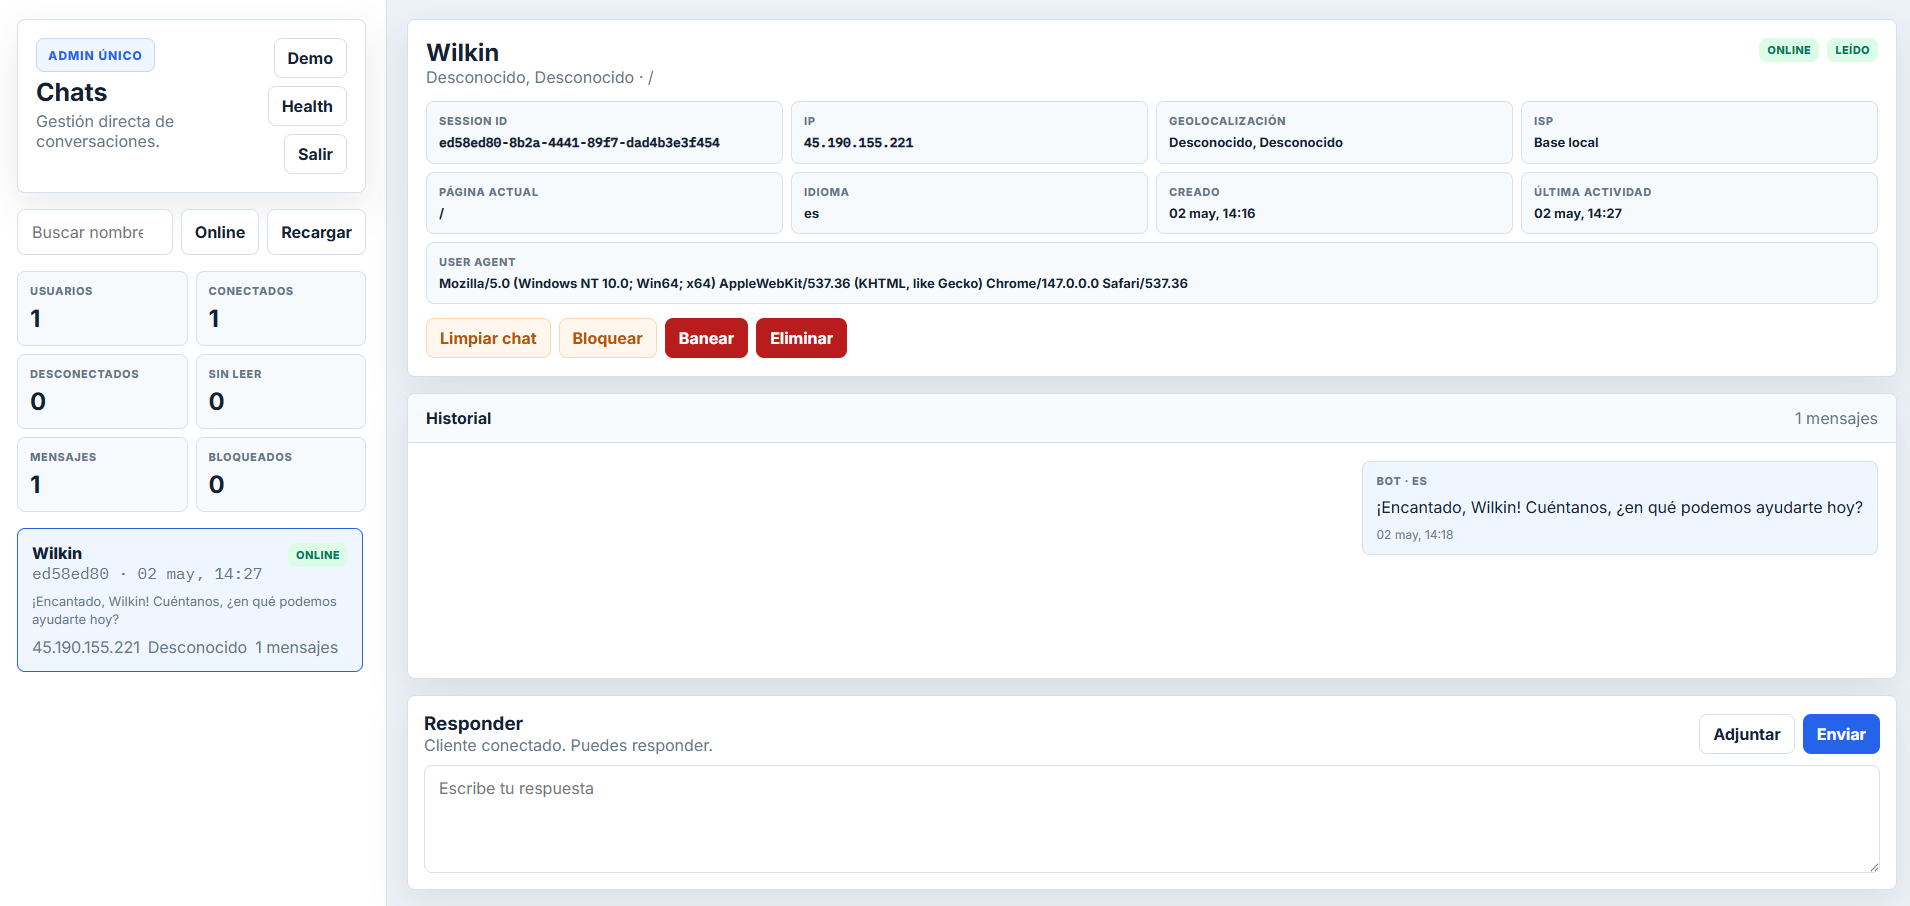 ADMIN ÚNICO
Chats
Gestión directa de
conversaciones.
Demo
Health
Salir
Buscar nombre
Online
Recargar
USUARIOS
1
CONECTADOS
1
DESCONECTADOS
0
SIN LEER
0
MENSAJES
1
BLOQUEADOS
0
Wilkin
ONLINE
ed58ed80 · 02 may, 14:27
¡Encantado, Wilkin! Cuéntanos, ¿en qué podemos
ayudarte hoy?
45.190.155.221 Desconocido 1 mensajes
Wilkin
Desconocido, Desconocido · /
ONLINE
LEÍDO
SESSION ID
ed58ed80-8b2a-4441-89f7-dad4b3e3f454
IP
45.190.155.221
GEOLOCALIZACIÓN
Desconocido, Desconocido
ISP
Base local
PÁGINA ACTUAL
/
IDIOMA
es
CREADO
02 may, 14:16
ÚLTIMA ACTIVIDAD
02 may, 14:27
USER AGENT
Mozilla/5.0 (Windows NT 10.0; Win64; x64) AppleWebKit/537.36 (KHTML, like Gecko) Chrome/147.0.0.0 Safari/537.36
Limpiar chat
Bloquear
Banear
Eliminar
Historial
1 mensajes
BOT · ES
¡Encantado, Wilkin! Cuéntanos, ¿en qué podemos ayudarte hoy?
02 may, 14:18
Responder
Cliente conectado. Puedes responder.
Adjuntar
Enviar
Escribe tu respuesta